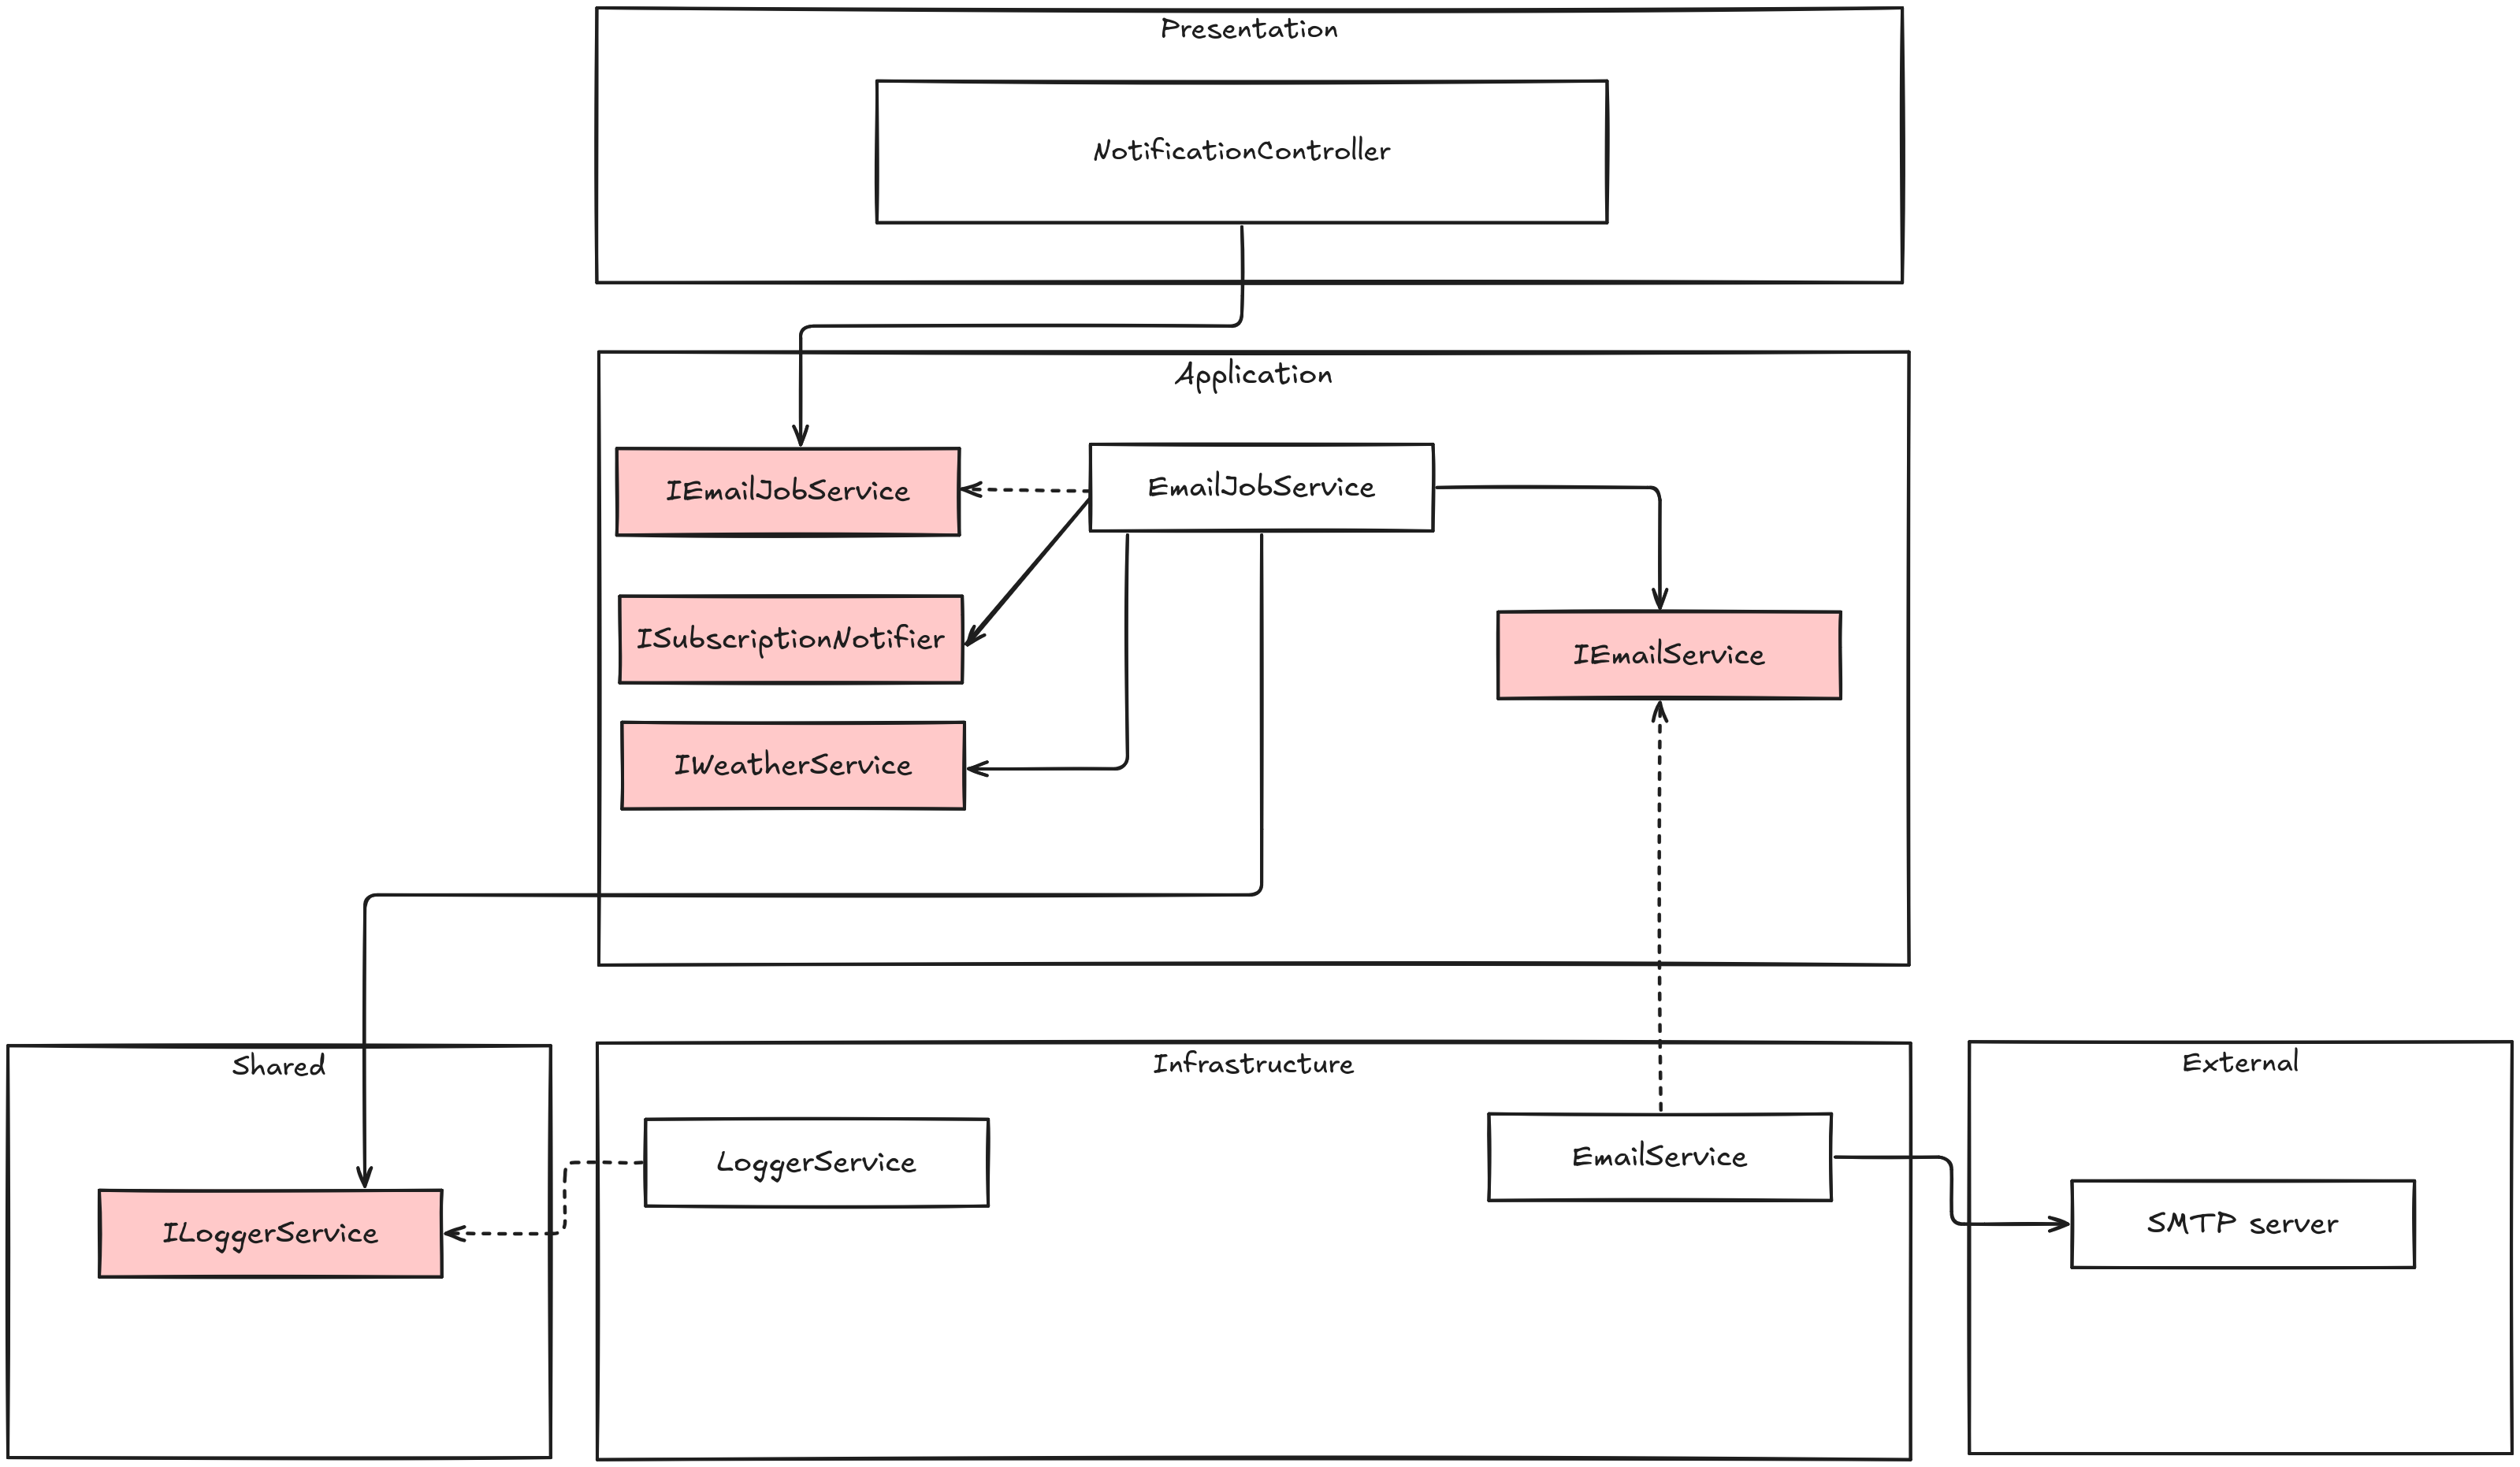 Presentation
NotificationController
Application
IEmailJobService
EmailJobService
ISubscriptionNotifier
IEmailService
IWeatherService
Shared
Infrastructure
External
LoggerService
EmailService
ILoggerService
SMTP server